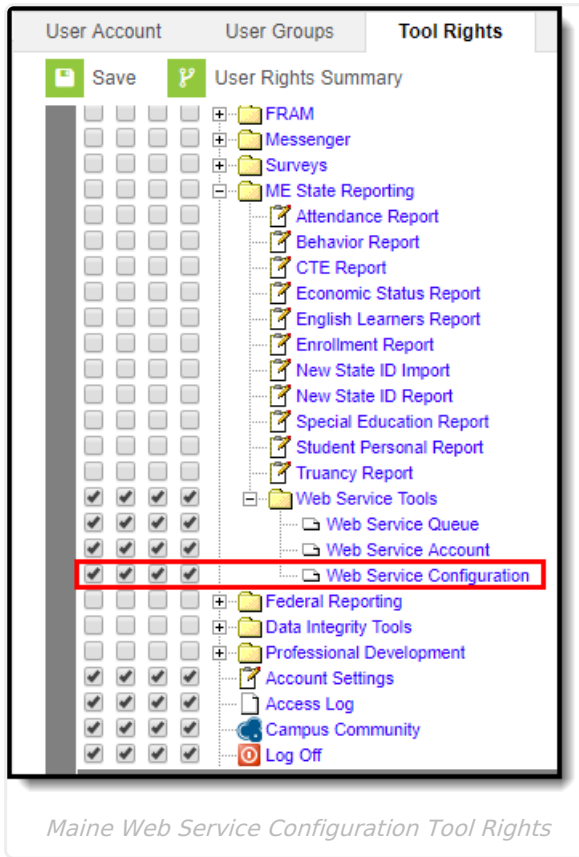 User Account User Groups Tool Rights
Save User Rights Summary
FRAM
Messenger
Surveys
ME State Reporting
Attendance Report
Behavior Report
CTE Report
Economic Status Report
English Learners Report
Enrollment Report
New State ID Import
New State ID Report
Special Education Report
Student Personal Report
Truancy Report
Web Service Tools
Web Service Queue
Web Service Account
Web Service Configuration
Federal Reporting
Data Integrity Tools
Professional Development
Account Settings
Access Log
Campus Community
Log Off
Maine Web Service Configuration Tool Rights